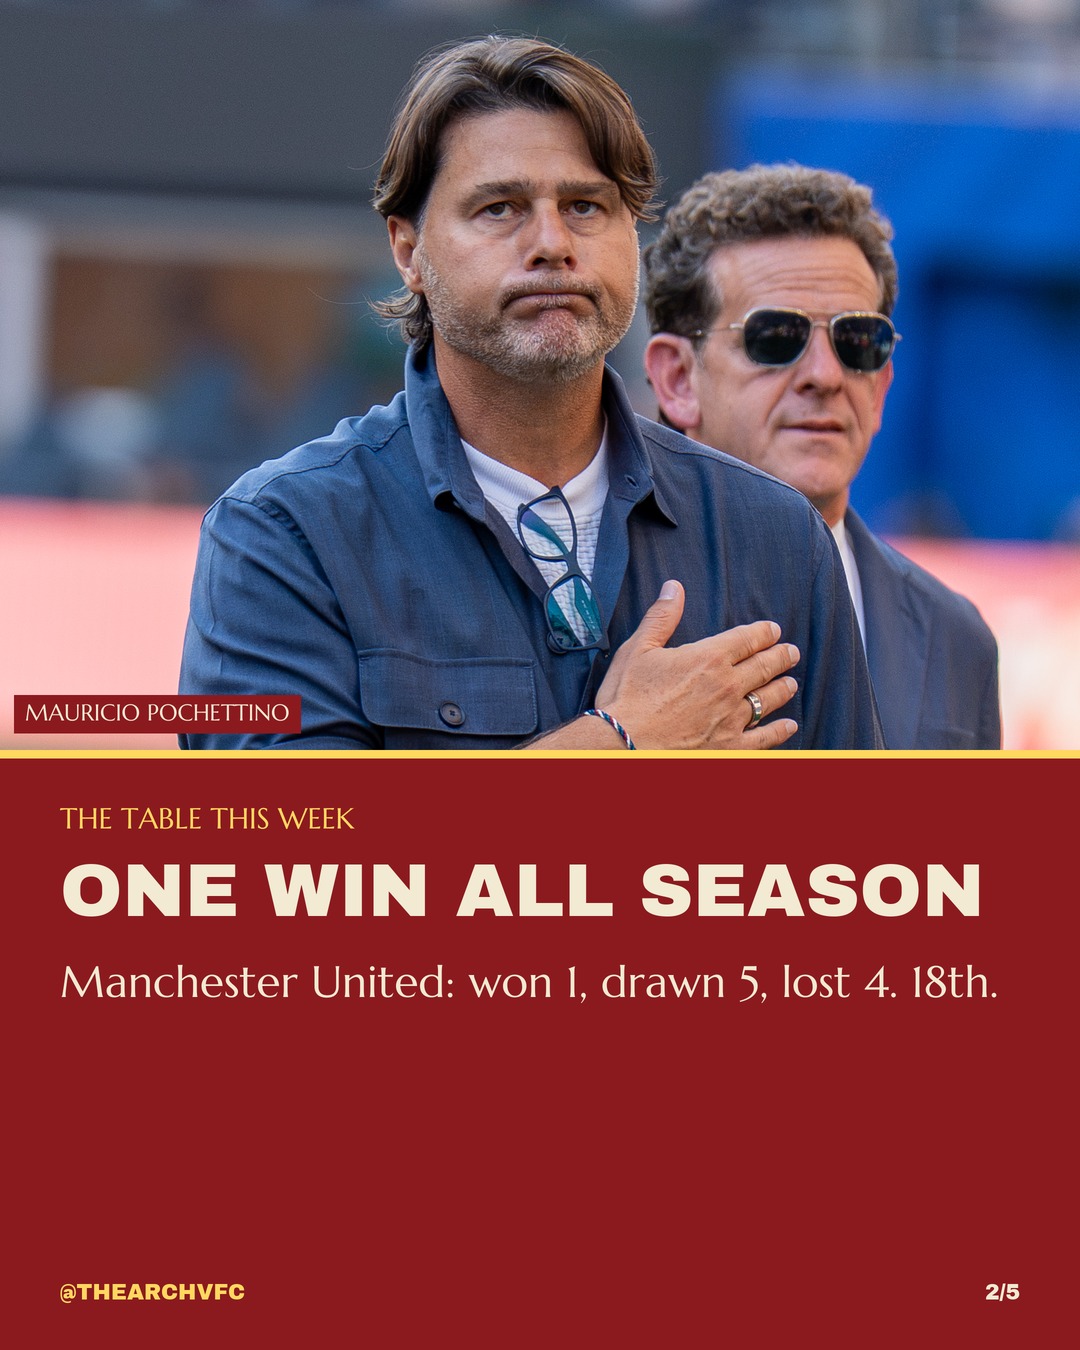 MAURICIO POCHETTINO
THE TABLE THIS WEEK
ONE WIN ALL SEASON
Manchester United: won 1, drawn 5, lost 4. 18th.
@THEARCHVFC
2/5